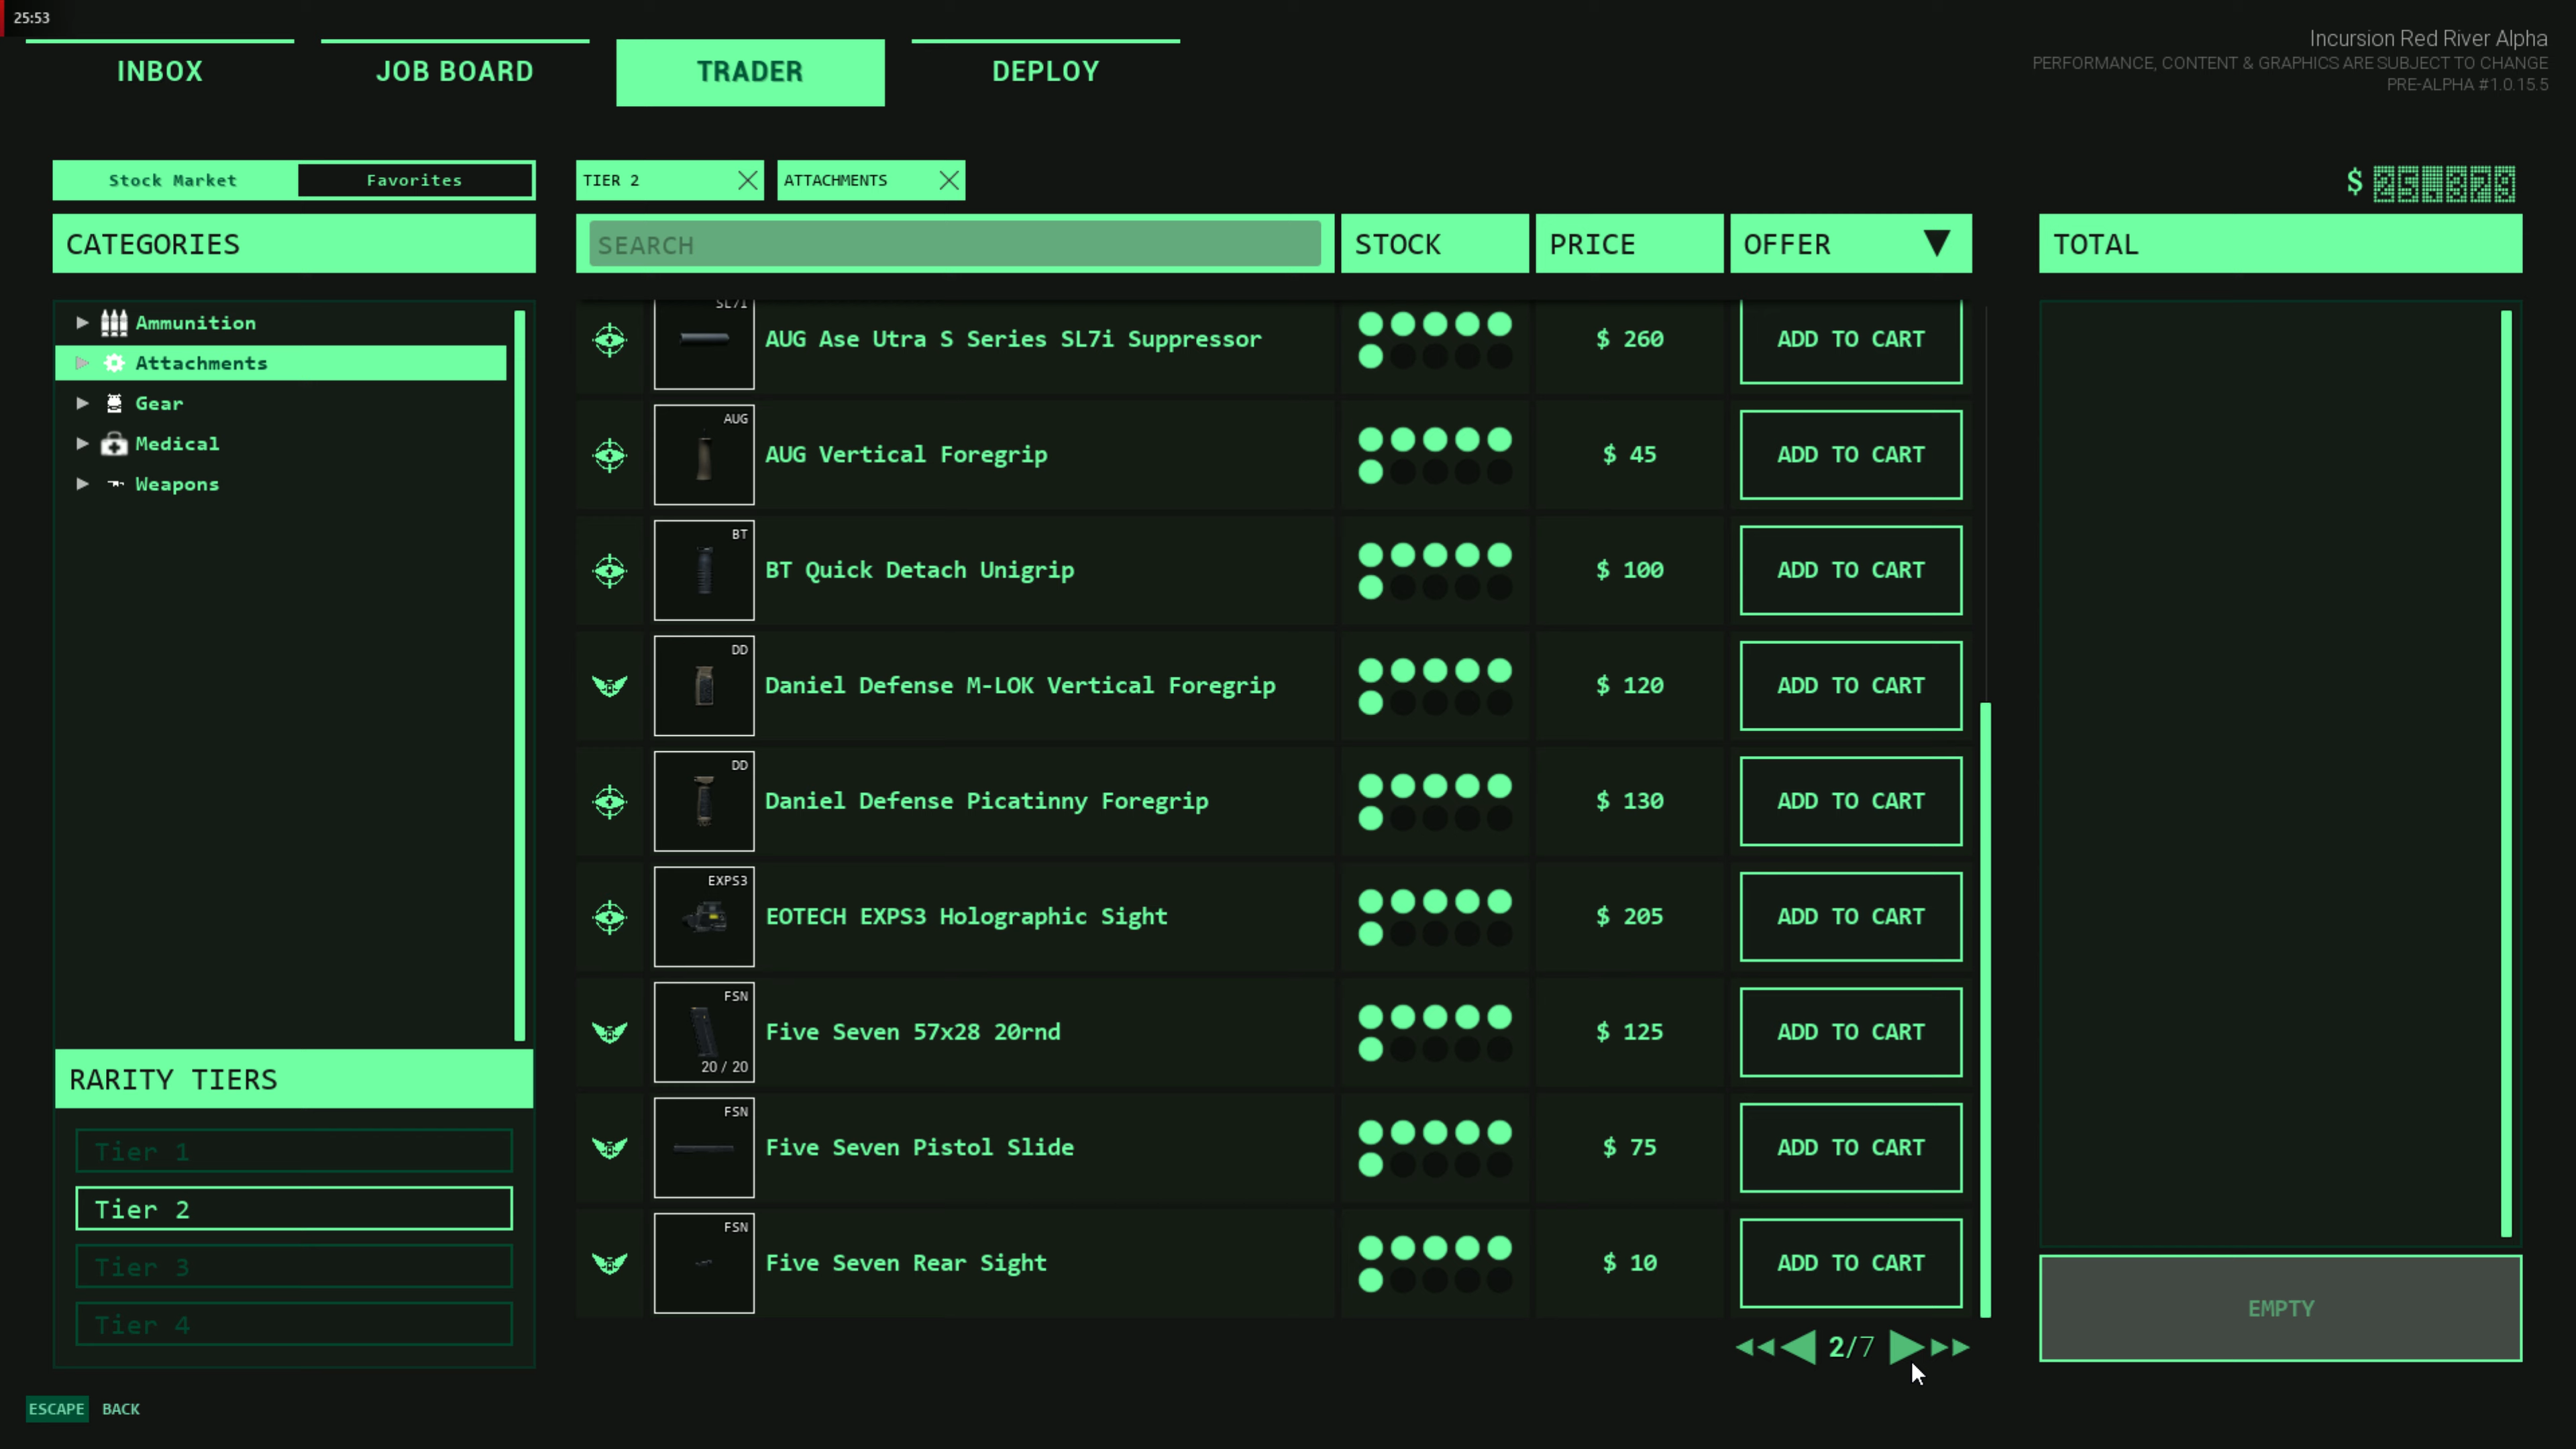 25:53
INBOX
JOB BOARD
TRADER
DEPLOY
Incursion Red River Alpha
PERFORMANCE, CONTENT & GRAPHICS ARE SUBJECT TO CHANGE
PRE-ALPHA #1.0.15.5
Stock Market
Favorites
TIER 2
ATTACHMENTS
$ 25.879
CATEGORIES
SEARCH
STOCK
PRICE
OFFER
TOTAL
Ammunition
Attachments
Gear
Medical
Weapons
SL7I
AUG Ase Utra S Series SL7i Suppressor
$ 260
ADD TO CART
AUG
AUG Vertical Foregrip
$ 45
ADD TO CART
BT
BT Quick Detach Unigrip
$ 100
ADD TO CART
DD
Daniel Defense M-LOK Vertical Foregrip
$ 120
ADD TO CART
DD
Daniel Defense Picatinny Foregrip
$ 130
ADD TO CART
EXPS3
EOTECH EXPS3 Holographic Sight
$ 205
ADD TO CART
FSN
20 / 20
Five Seven 57x28 20rnd
$ 125
ADD TO CART
FSN
Five Seven Pistol Slide
$ 75
ADD TO CART
FSN
Five Seven Rear Sight
$ 10
ADD TO CART
RARITY TIERS
Tier 1
Tier 2
Tier 3
Tier 4
2/7
EMPTY
ESCAPE BACK